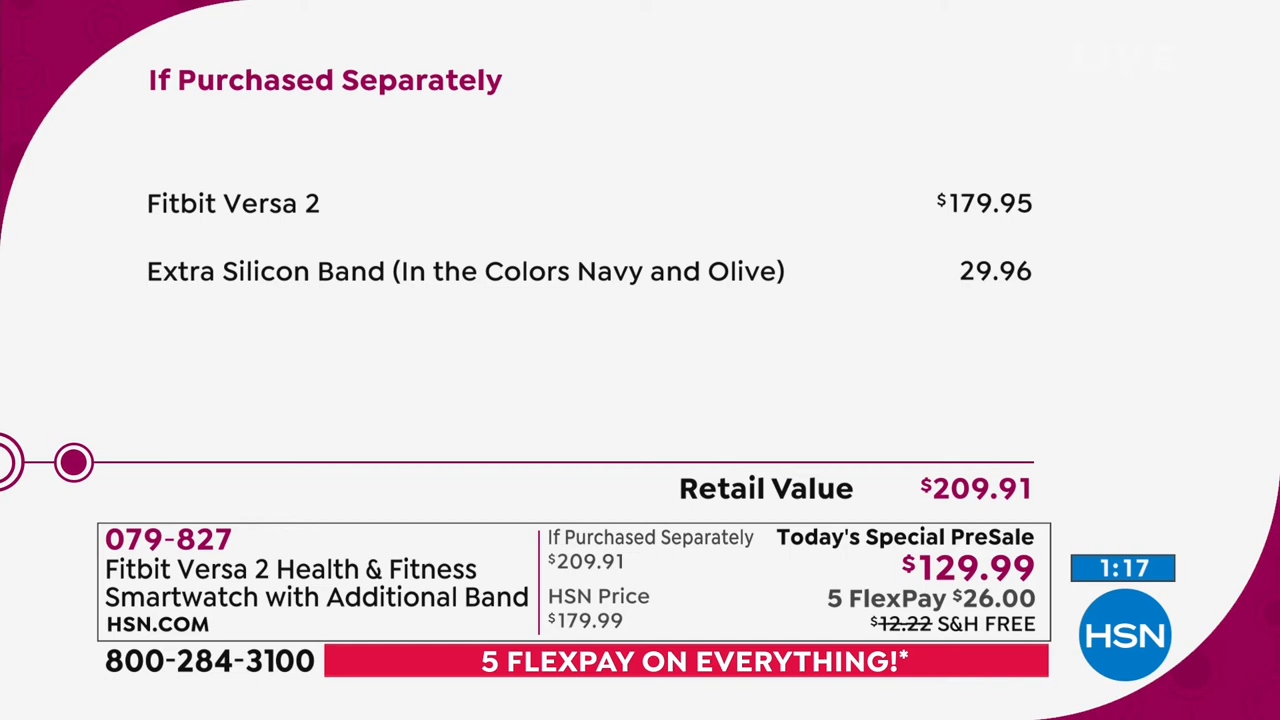 If Purchased Separately
Fitbit Versa 2 $179.95
Extra Silicon Band (In the Colors Navy and Olive) 29.96
Retail Value $209.91
079-827
Fitbit Versa 2 Health & Fitness
Smartwatch with Additional Band
HSN.COM
If Purchased Separately
$209.91
HSN Price
$179.99
Today's Special PreSale
$129.99
5 FlexPay $26.00
$12.22 S&H FREE
1:17
HSN
800-284-3100
5 FLEXPAY ON EVERYTHING!*